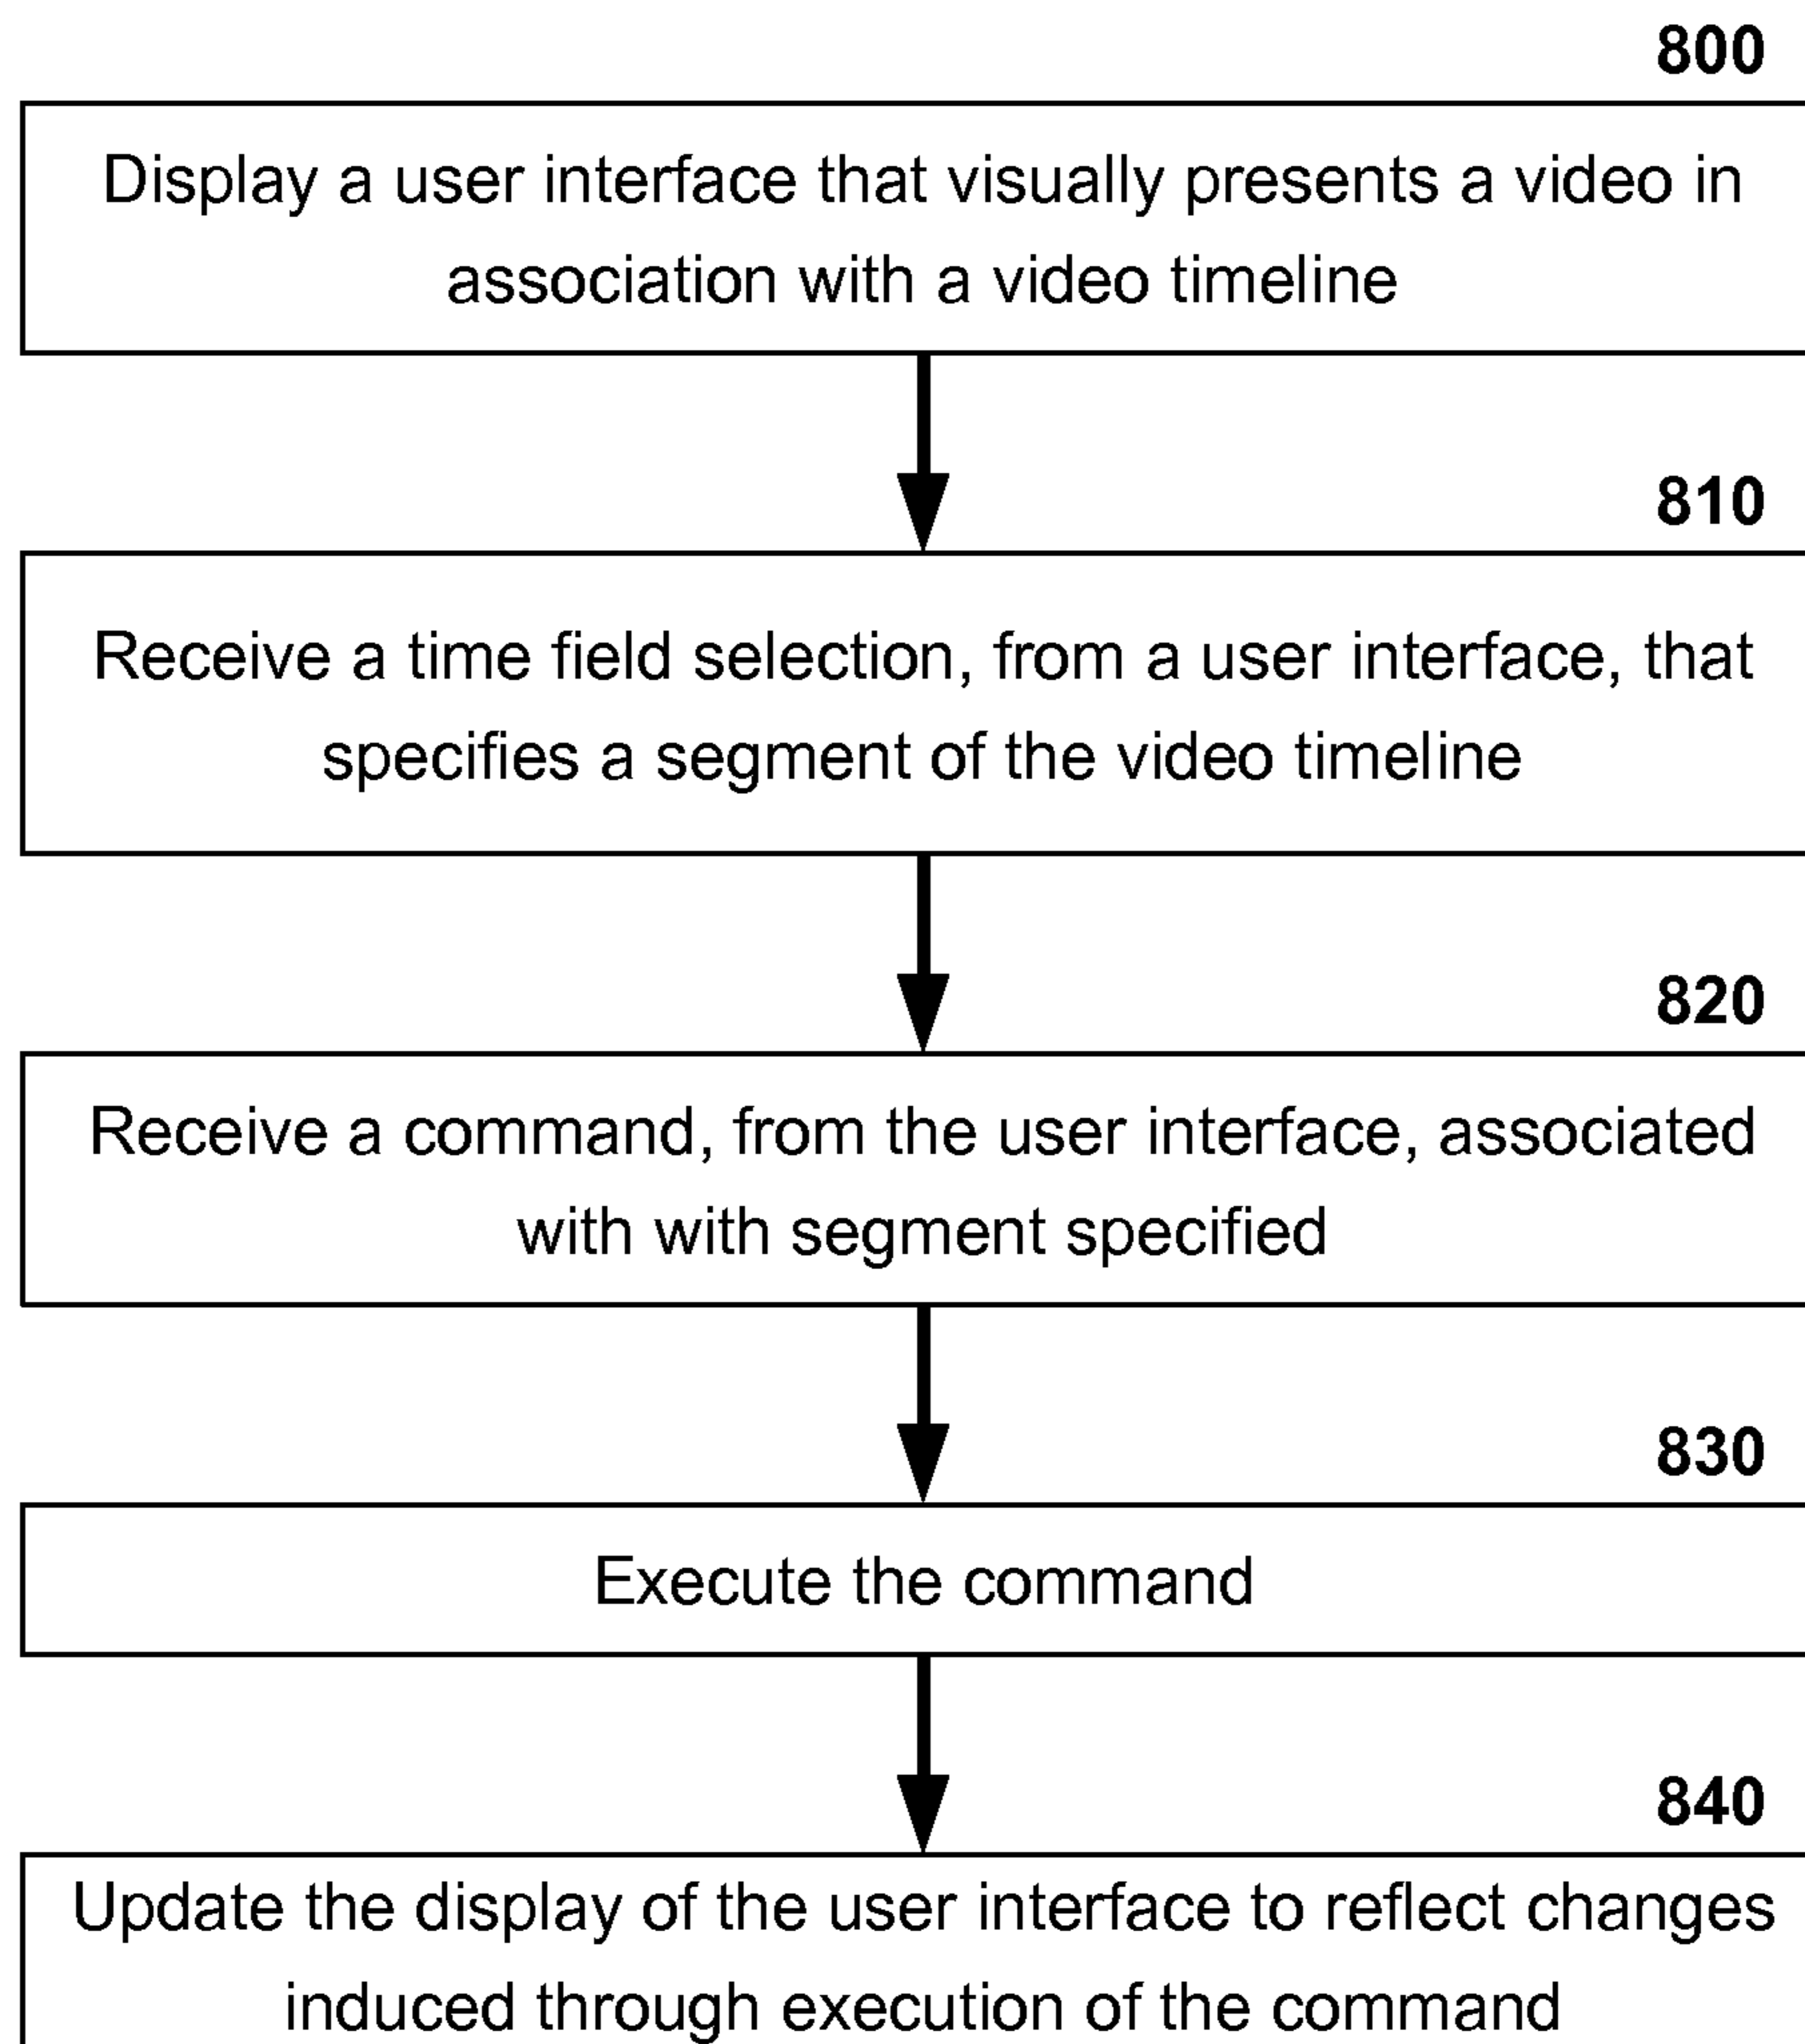 800
Display a user interface that visually presents a video in
association with a video timeline
810
Receive a time field selection, from a user interface, that
specifies a segment of the video timeline
820
Receive a command, from the user interface, associated
with with segment specified
830
Execute the command
840
Update the display of the user interface to reflect changes
induced through execution of the command